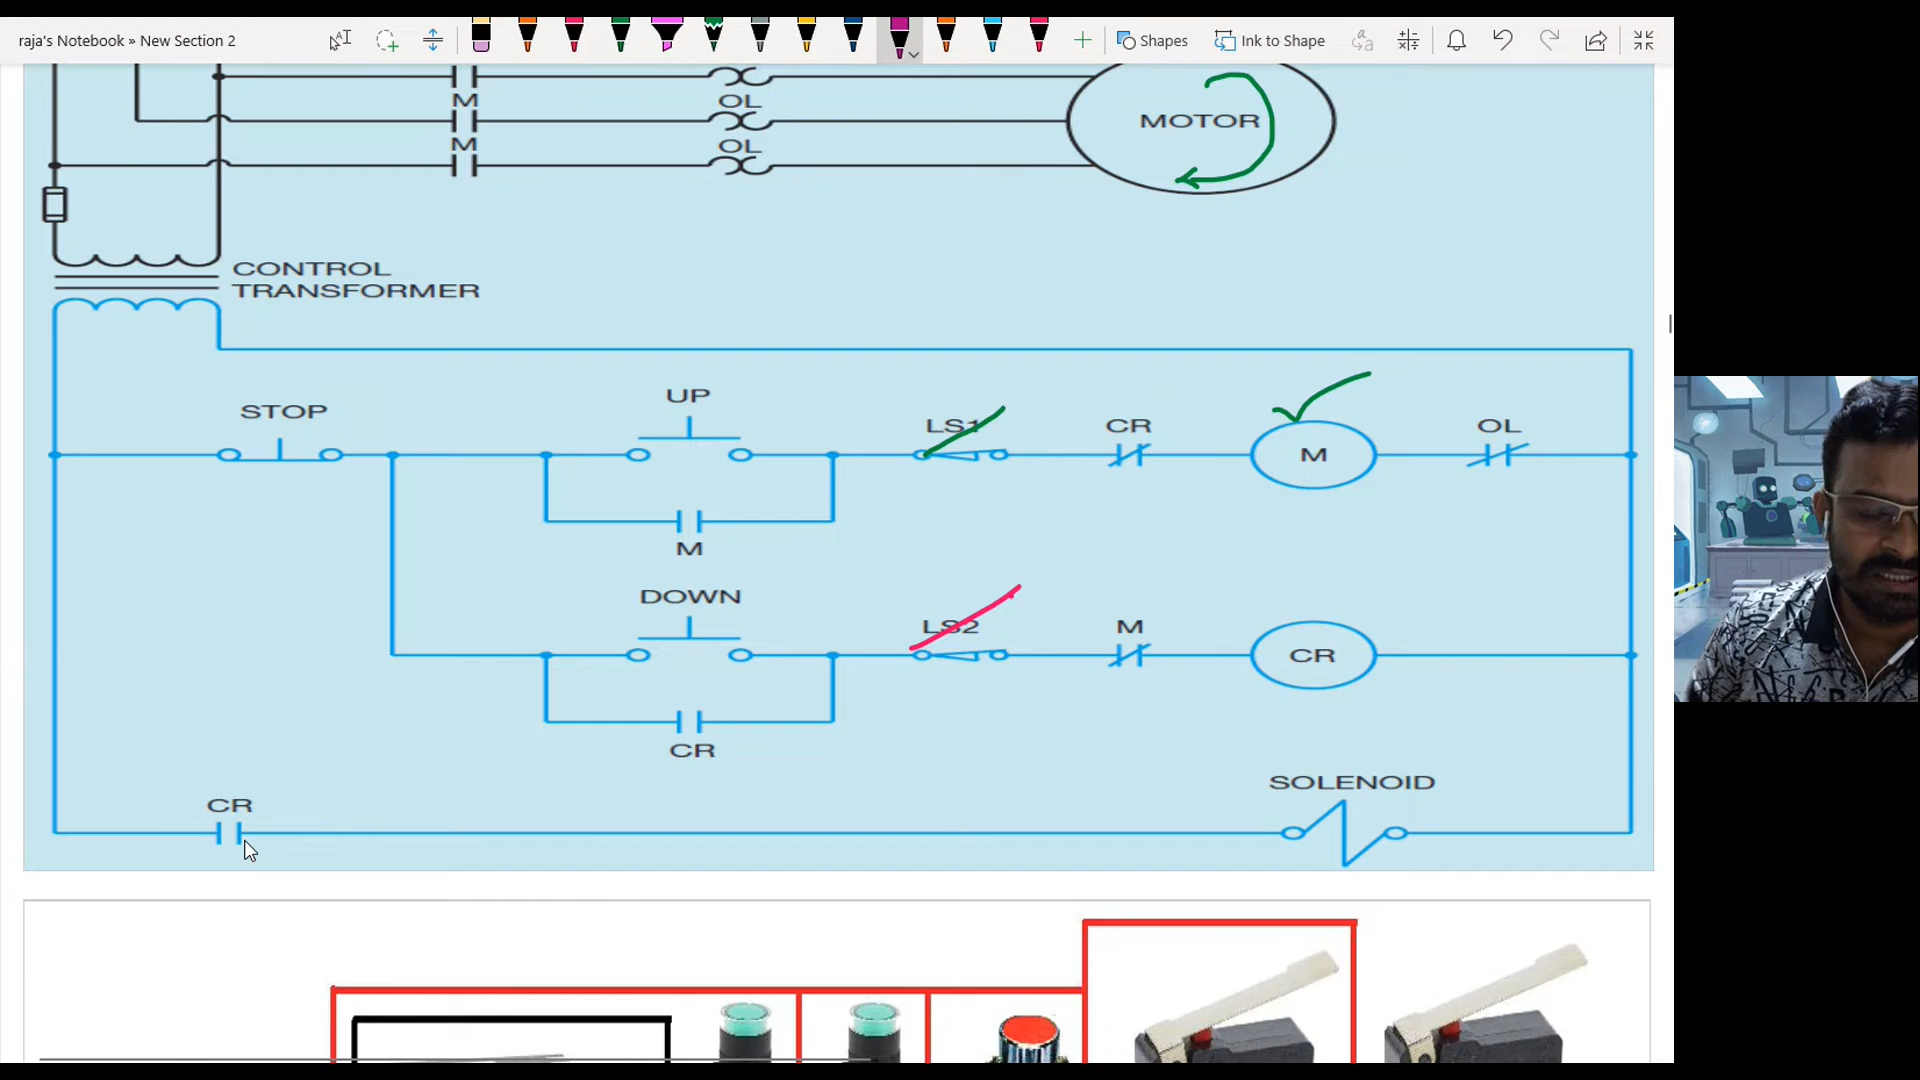 raja's Notebook » New Section 2
Shapes
Ink to Shape
M
OL
M
OL
MOTOR
CONTROL
TRANSFORMER
STOP
UP
LS1
CR
M
OL
M
DOWN
LS2
M
CR
CR
CR
SOLENOID